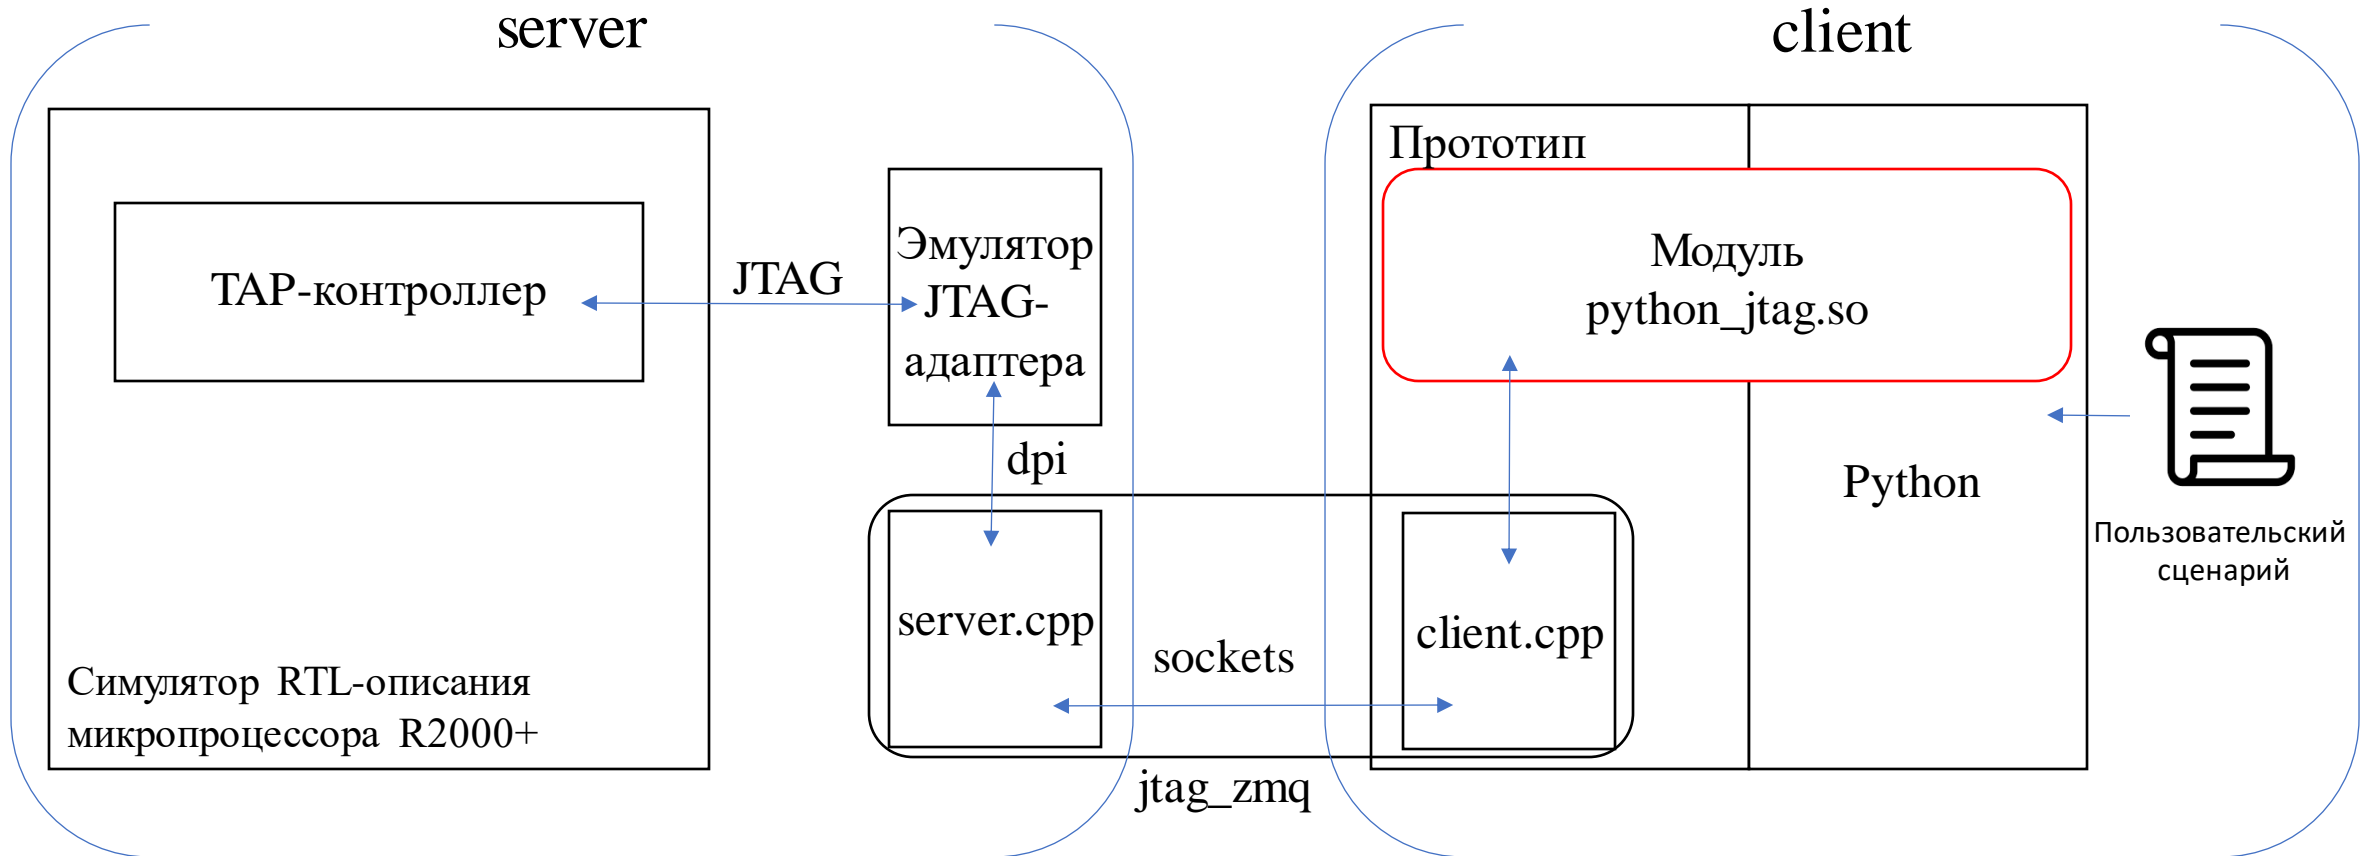 server
client
Прототип
TAP-контроллер
JTAG
Эмулятор
JTAG-
адаптера
Модуль
python_jtag.so
dpi
Python
Пользовательский
сценарий
server.cpp
sockets
client.cpp
Симулятор RTL-описания
микропроцессора R2000+
jtag_zmq